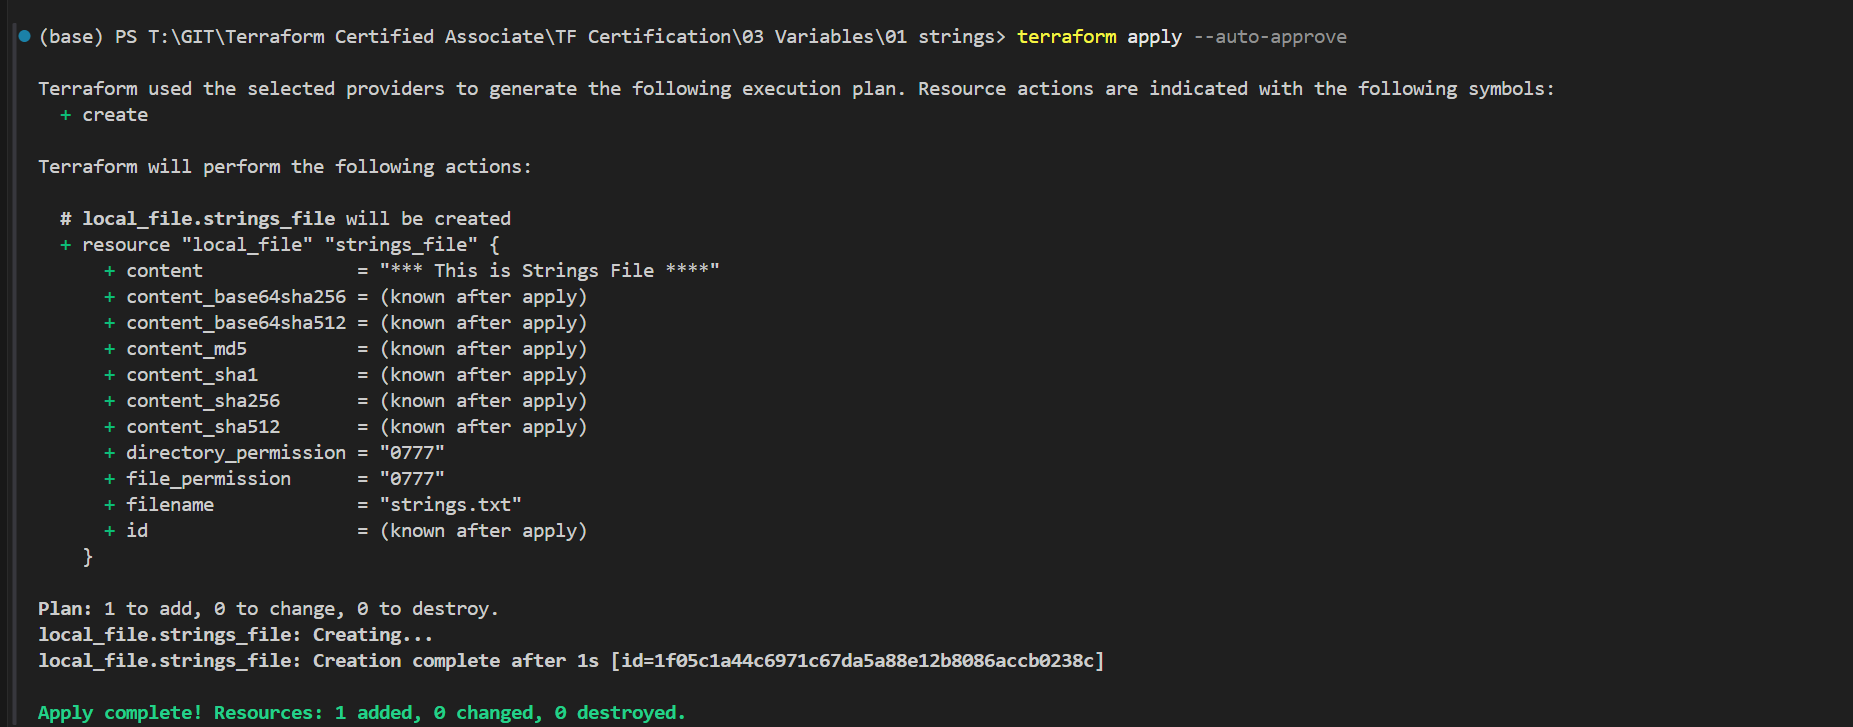 (base) PS T:\GIT\Terraform Certified Associate\TF Certification\03 Variables\01 strings> terraform apply --auto-approve
Terraform used the selected providers to generate the following execution plan. Resource actions are indicated with the following symbols:
+ create
Terraform will perform the following actions:
# local_file.strings_file will be created
+ resource "local_file" "strings_file" {
+ content = "*** This is Strings File ****"
+ content_base64sha256 = (known after apply)
+ content_base64sha512 = (known after apply)
+ content_md5 = (known after apply)
+ content_sha1 = (known after apply)
+ content_sha256 = (known after apply)
+ content_sha512 = (known after apply)
+ directory_permission = "0777"
+ file_permission = "0777"
+ filename = "strings.txt"
+ id = (known after apply)
}
Plan: 1 to add, 0 to change, 0 to destroy.
local_file.strings_file: Creating...
local_file.strings_file: Creation complete after 1s [id=1f05c1a44c6971c67da5a88e12b8086accb0238c]
Apply complete! Resources: 1 added, 0 changed, 0 destroyed.